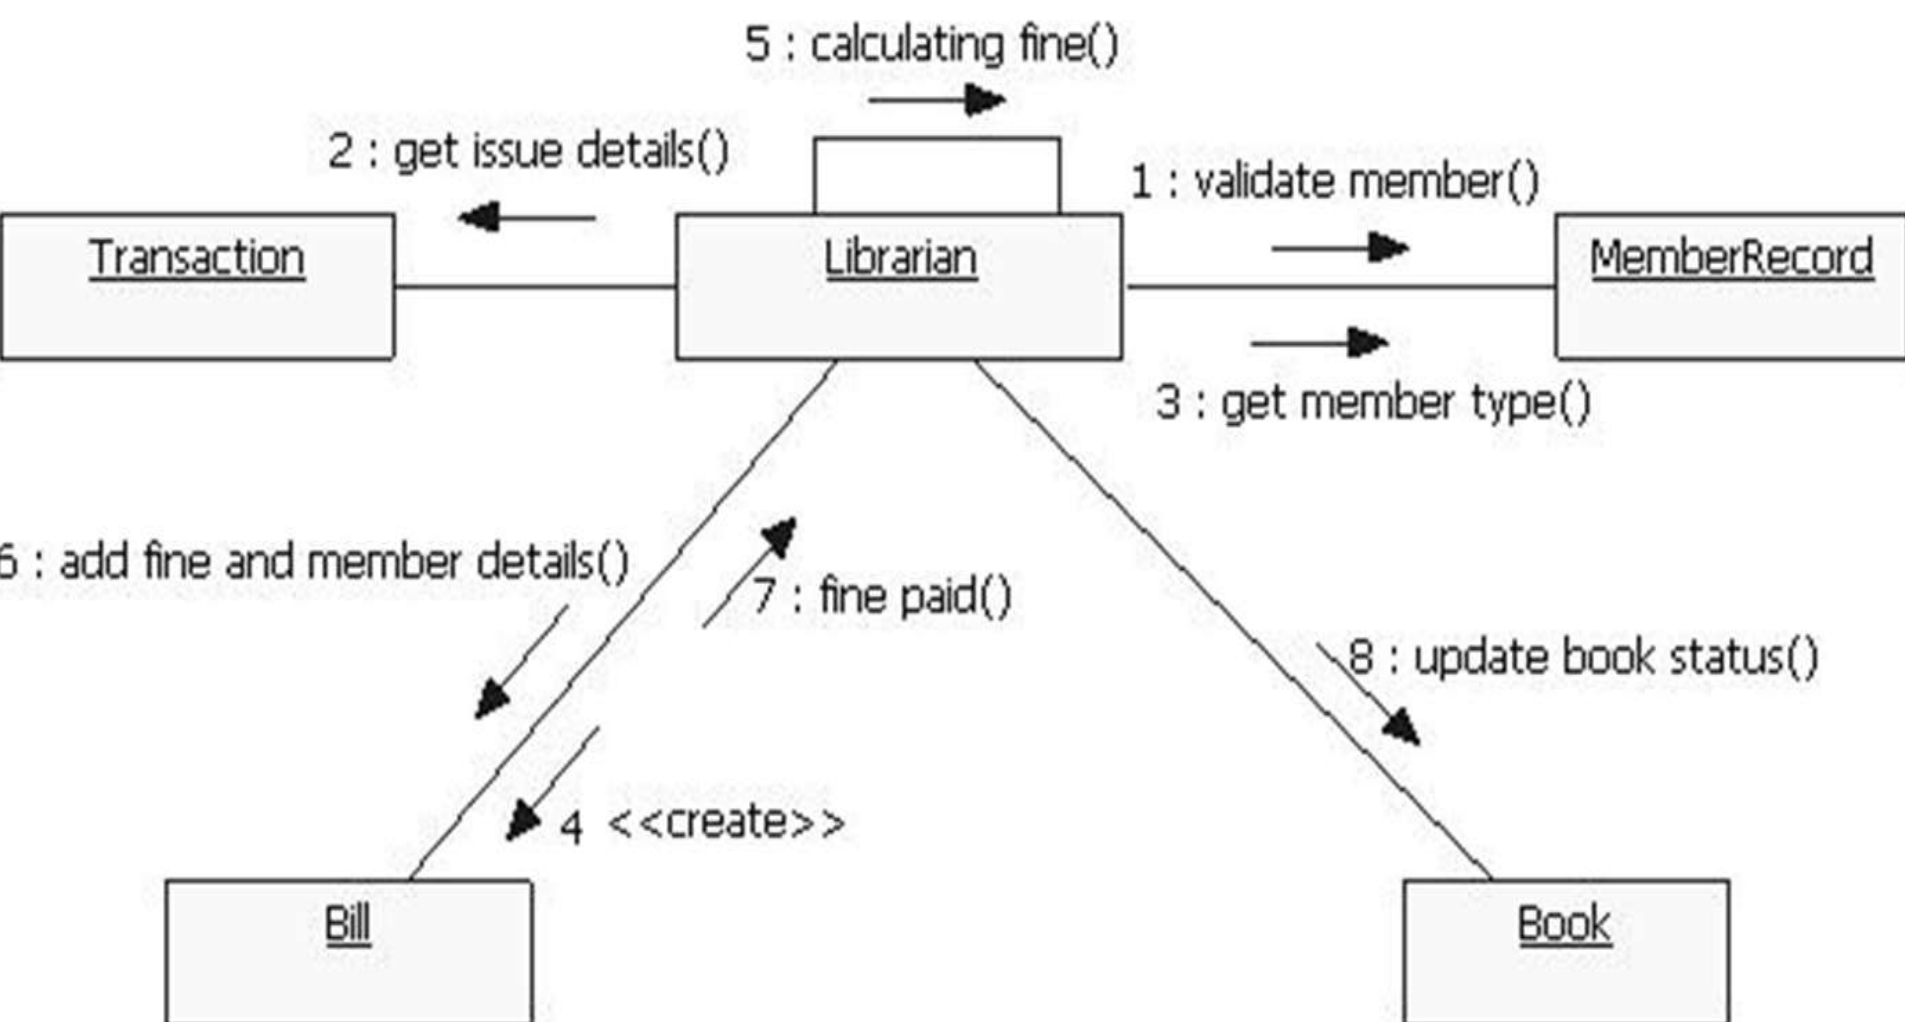 5 : calculating fine()
2 : get issue details()
1 : validate member()
Transaction
Librarian
MemberRecord
3 : get member type()
6 : add fine and member details()
7 : fine paid()
8 : update book status()
4 <<create>>
Bill
Book